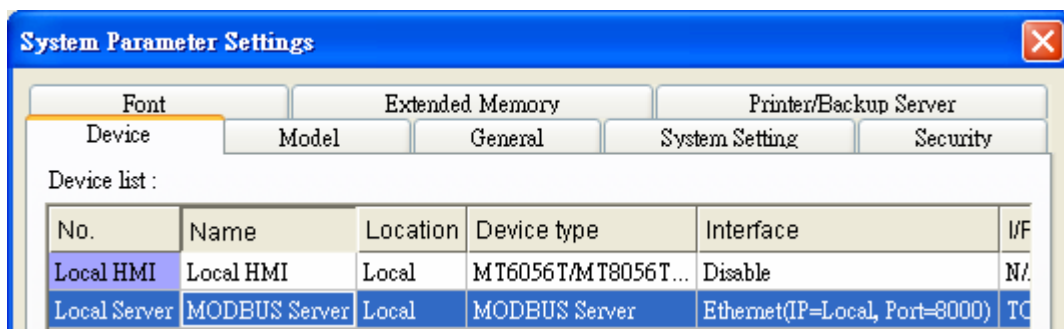 System Parameter Settings
Font Extended Memory Printer/Backup Server
Device Model General System Setting Security
Device list :
No. Name Location Device type Interface I/F
Local HMI Local HMI Local MT6056T/MT8056T... Disable N/
Local Server MODBUS Server Local MODBUS Server Ethernet(IP=Local, Port=8000) TC